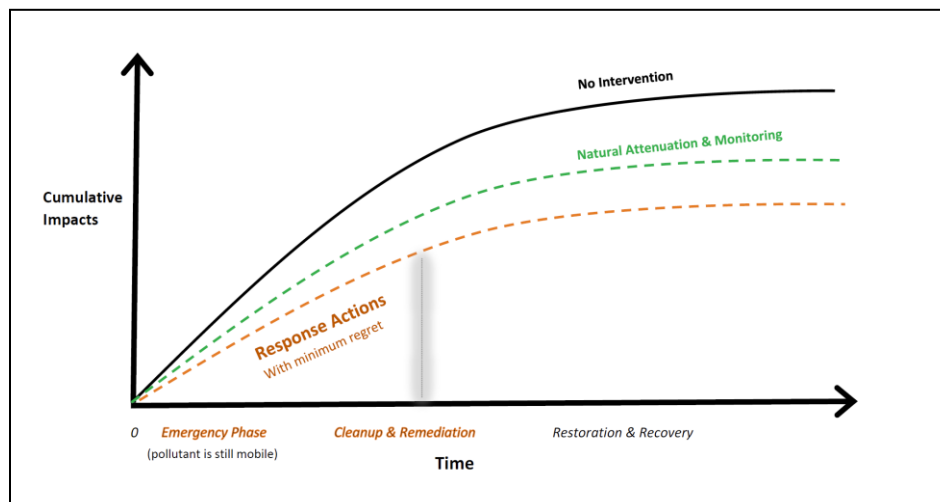 No Intervention
Natural Attenuation & Monitoring
Cumulative
Impacts
Response Actions
With minimum regret
0 Emergency Phase Cleanup & Remediation Restoration & Recovery
(pollutant is still mobile)
Time